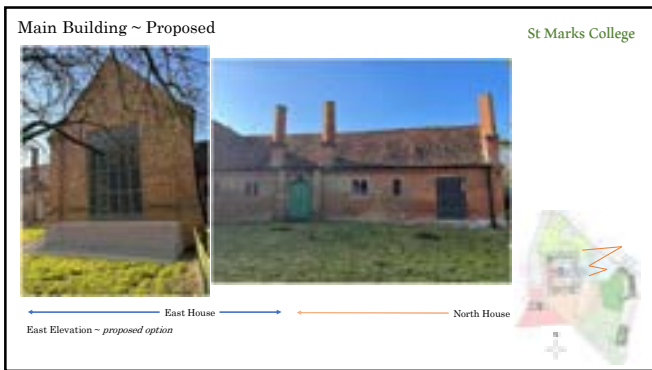 Main Building ~ Proposed
St Marks College
East House
North House
East Elevation ~ proposed option